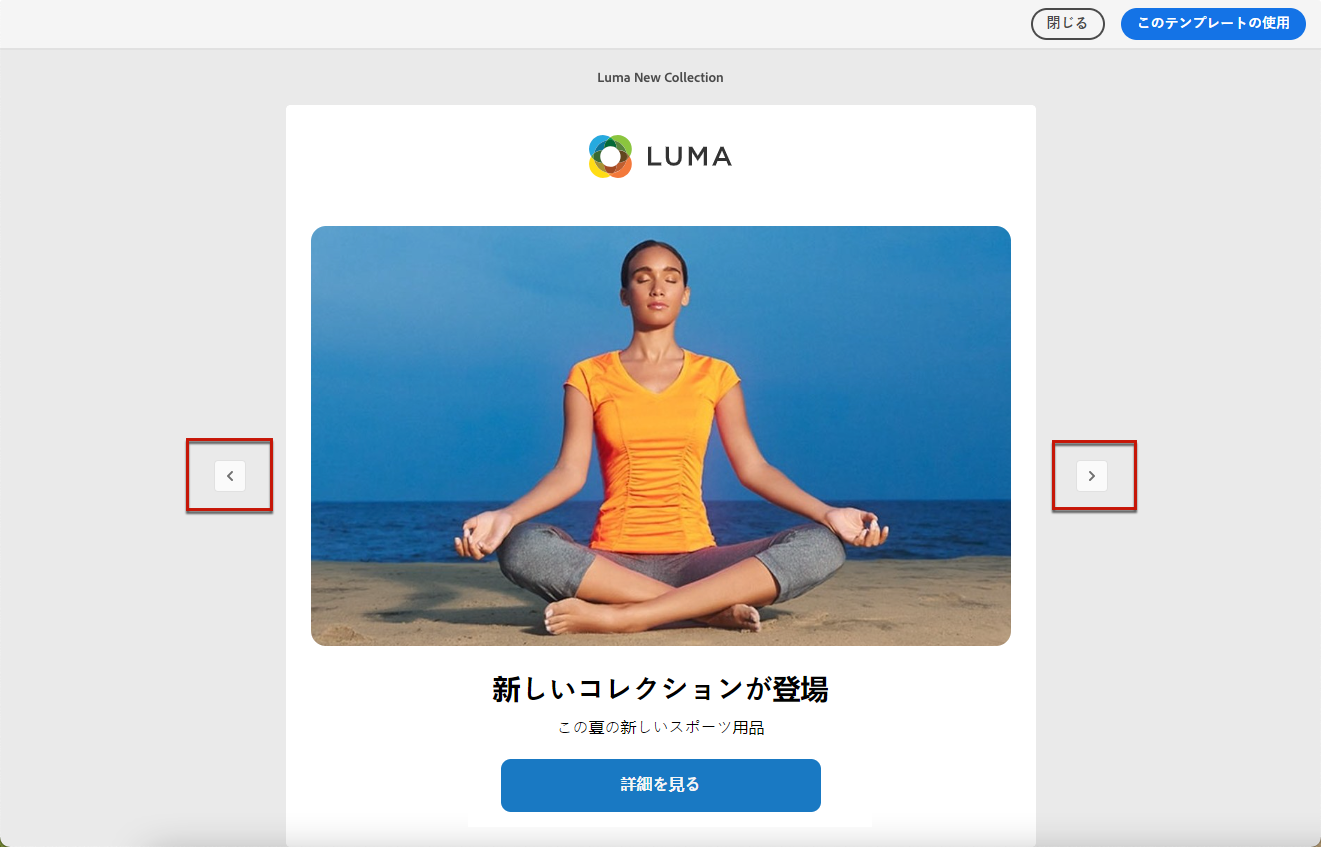 閉じる
このテンプレートの使用
Luma New Collection
LUMA
新しいコレクションが登場
この夏の新しいスポーツ用品
詳細を見る